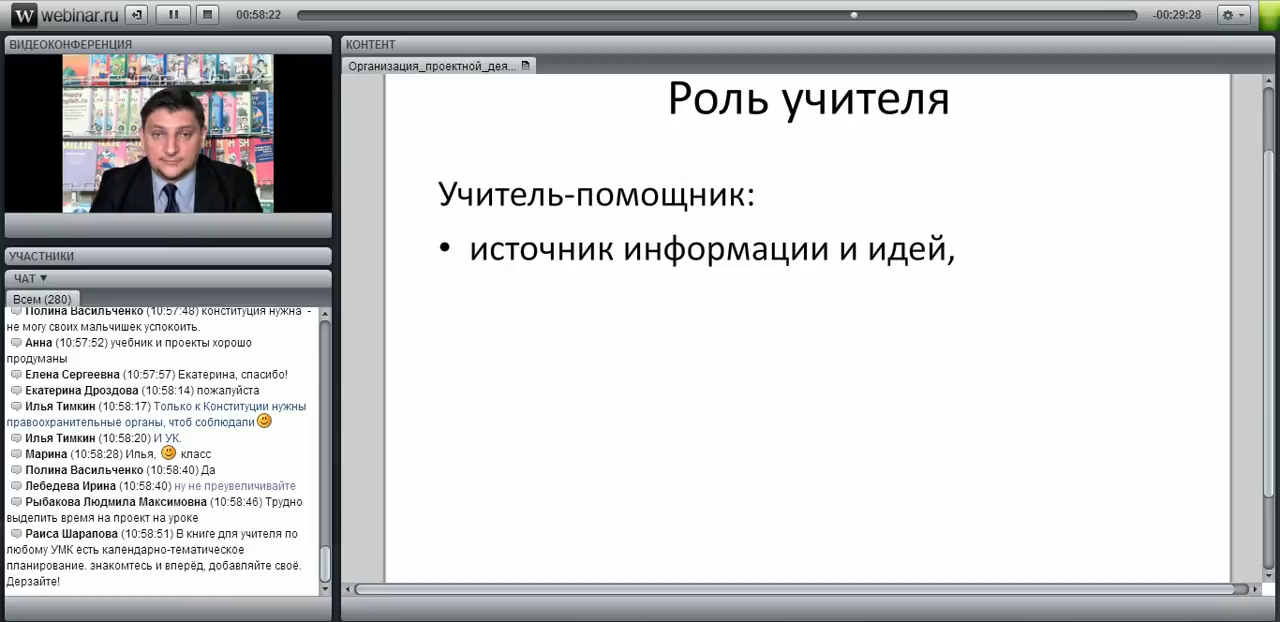 webinar.ru
00:58:22
-00:29:28
ВИДЕОКОНФЕРЕНЦИЯ
УЧАСТНИКИ
ЧАТ ▼
Всем (280)
Полина Васильченко (10:57:48) конституция нужна -
не могу своих мальчишек успокоить.
Анна (10:57:52) учебник и проекты хорошо
продуманы
Елена Сергеевна (10:57:57) Екатерина, спасибо!
Екатерина Дроздова (10:58:14) пожалуйста
Илья Тимкин (10:58:17) Только к Конституции нужны
правоохранительные органы, чтоб соблюдали
Илья Тимкин (10:58:20) И УК.
Марина (10:58:28) Илья, класс
Полина Васильченко (10:58:40) Да
Лебедева Ирина (10:58:40) ну не преувеличивайте
Рыбакова Людмила Максимовна (10:58:46) Трудно
выделить время на проект на уроке
Раиса Шарапова (10:58:51) В книге для учителя по
любому УМК есть календарно-тематическое
планирование. знакомтесь и вперёд, добавляйте своё.
Дерзайте!
КОНТЕНТ
Организация_проектной_дея...
Роль учителя
Учитель-помощник:
• источник информации и идей,